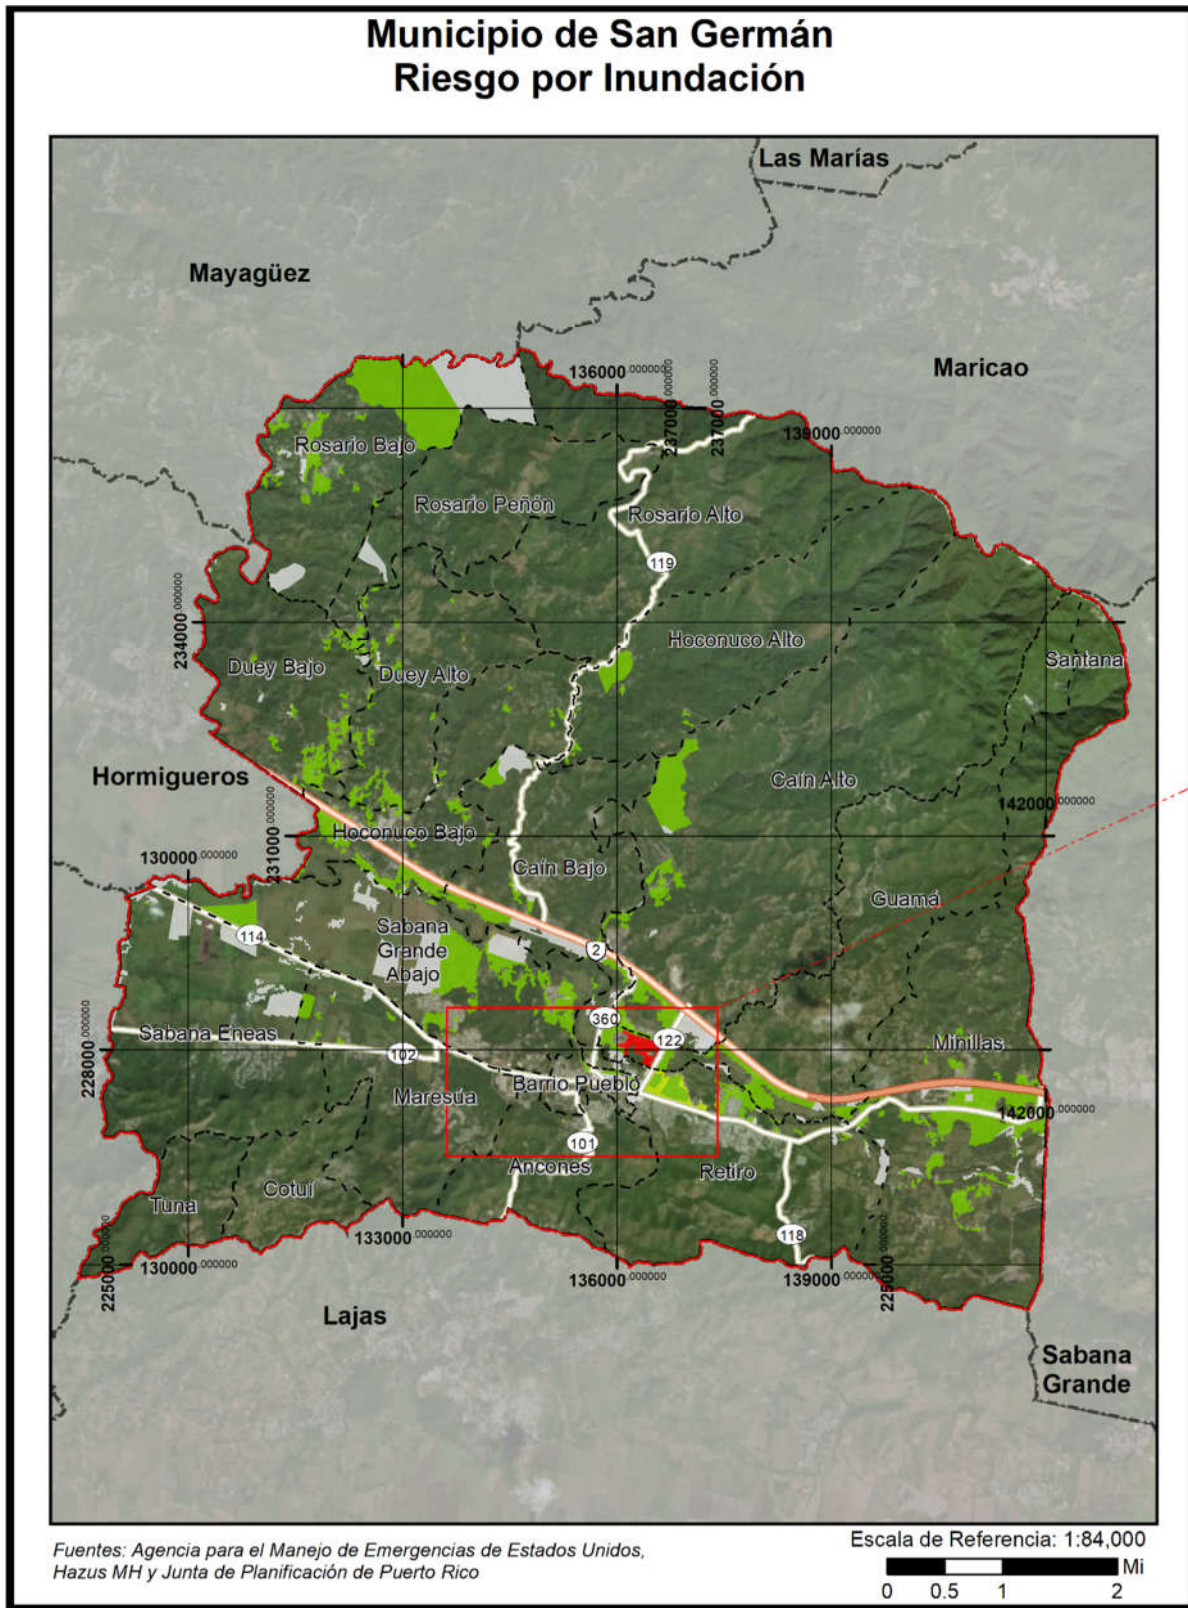 Municipio de San Germán
Riesgo por Inundación
Las Marías
Mayagüez
Maricao
136000.000000
237000.000000
237000.000000
139000.000000
Rosario Bajo
Rosario Peñón
Rosario Alto
119
234000.000000
Hoconuco Alto
Duey Bajo
Duey Alto
Santana
Hormigueros
Caín Alto
142000.000000
231000.000000
Hoconuco Bajo
130000.000000
Caín Bajo
Guamá
Sabana
Grande
Abajo
114
2
360
122
Sabana Eneas
228000.000000
102
Minillas
Barrio Pueblo
Maresúa
142000.000000
101
Ancones
Retiro
Cotuí
Tuna
118
133000.000000
130000.000000
225000.000000
136000.000000
139000.000000
225000.000000
Lajas
Sabana
Grande
Fuentes: Agencia para el Manejo de Emergencias de Estados Unidos,
Hazus MH y Junta de Planificación de Puerto Rico
Escala de Referencia: 1:84,000
Mi
0 0.5 1 2